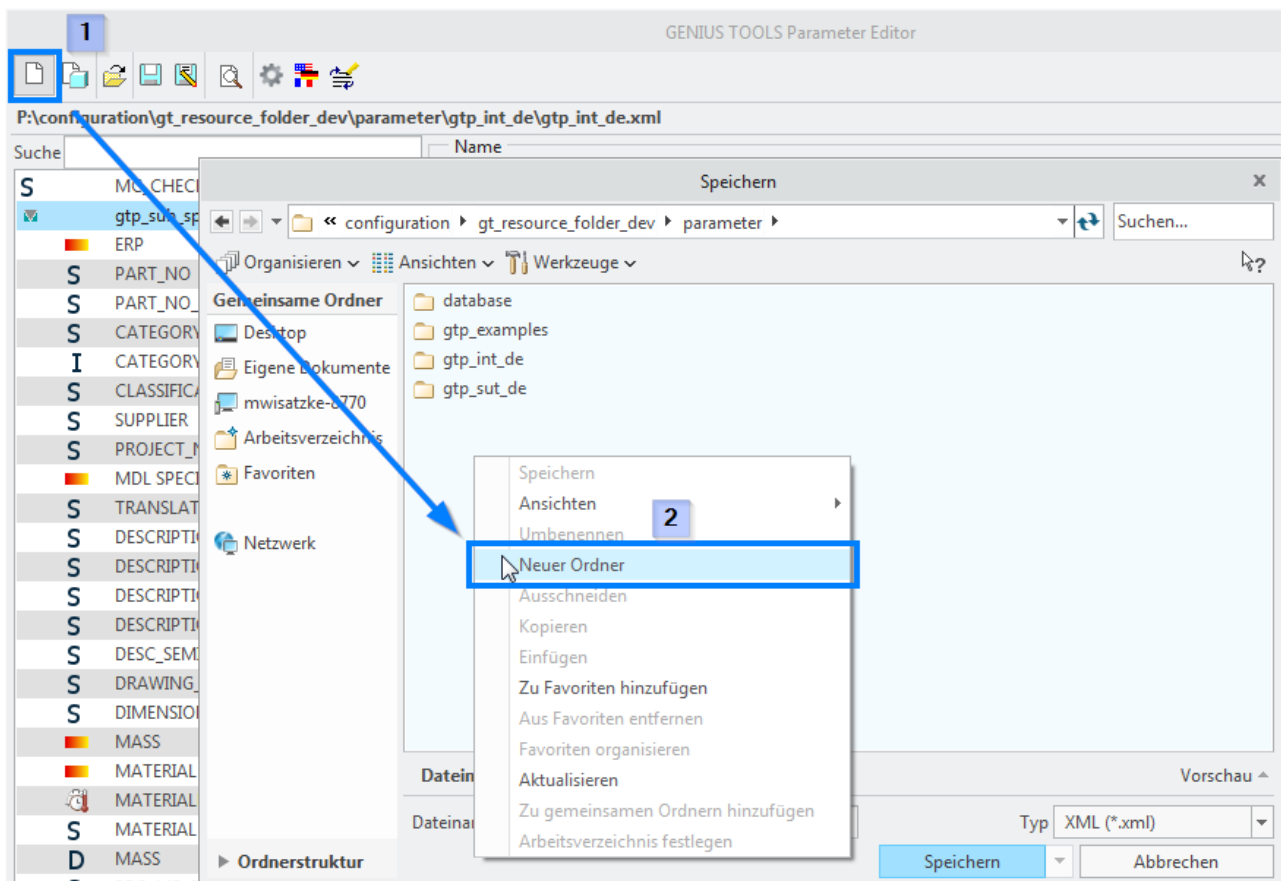 1
GENIUS TOOLS Parameter Editor
P:\configuration\gt_resource_folder_dev\parameter\gtp_int_de\gtp_int_de.xml
Suche
Name
S MC_CHEC
gtp_sub_sp
ERP
S PART_NO
S PART_NO_
S CATEGORY
I CATEGORY
S CLASSIFICA
S SUPPLIER
S PROJECT_N
MDL SPECI
S TRANSLAT
S DESCRIPTI
S DESCRIPTI
S DESCRIPTI
S DESCRIPTI
S DESC_SEMI
S DRAWING_
S DIMENSIO
MASS
MATERIAL
MATERIAL
S MATERIAL
D MASS
Speichern x
« configuration gt_resource_folder_dev parameter Suchen...
Organisieren Ansichten Werkzeuge ?
Gemeinsame Ordner
Desktop
Eigene Dokumente
mwisatzke-8770
Arbeitsverzeichnis
Favoriten
Netzwerk
Ordnerstruktur
database
gtp_examples
gtp_int_de
gtp_sut_de
Speichern
Ansichten
2
Umbenennen
Neuer Ordner
Ausschneiden
Kopieren
Einfügen
Zu Favoriten hinzufügen
Aus Favoriten entfernen
Favoriten organisieren
Aktualisieren
Zu gemeinsamen Ordnern hinzufügen
Arbeitsverzeichnis festlegen
Datein
Vorschau
Dateinar
Typ XML (*.xml)
Speichern Abbrechen